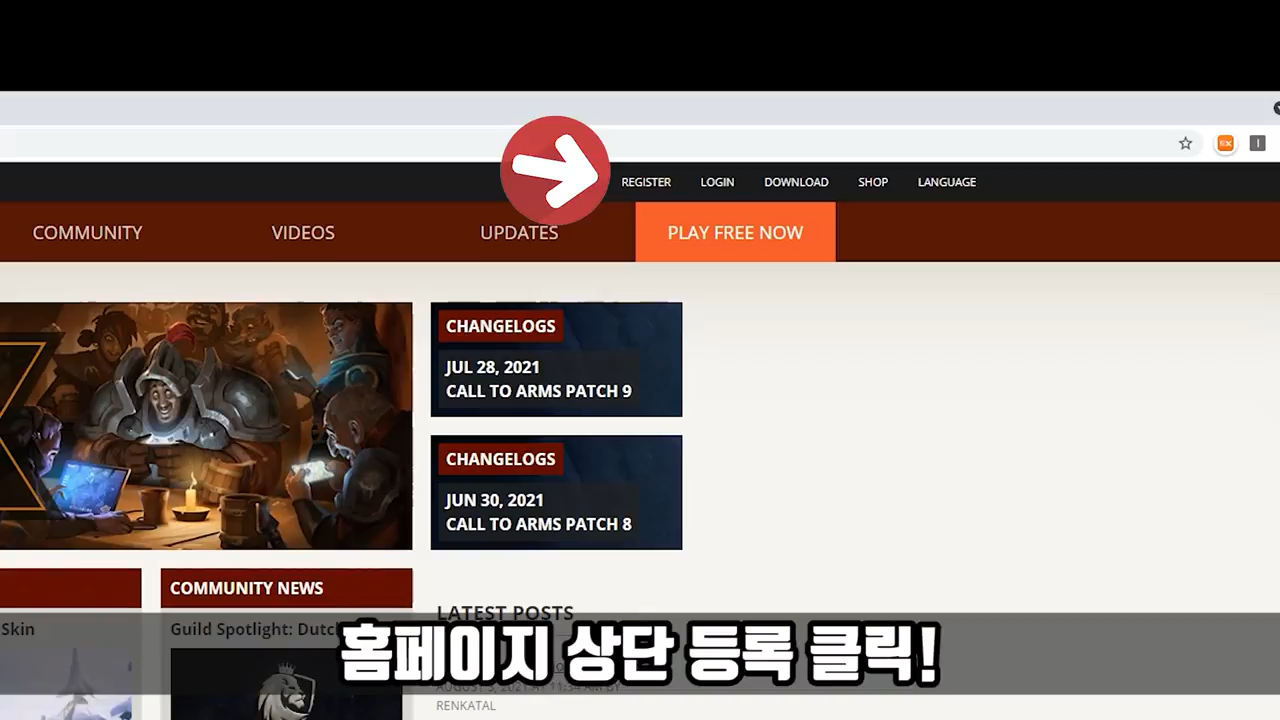 REGISTER LOGIN DOWNLOAD SHOP LANGUAGE
COMMUNITY VIDEOS UPDATES PLAY FREE NOW
CHANGELOGS
JUL 28, 2021
CALL TO ARMS PATCH 9
CHANGELOGS
JUN 30, 2021
CALL TO ARMS PATCH 8
COMMUNITY NEWS
LATEST POSTS
Skin
Guild Spotlight: Dutch
홈페이지 상단 등록 클릭!
RENKATAL